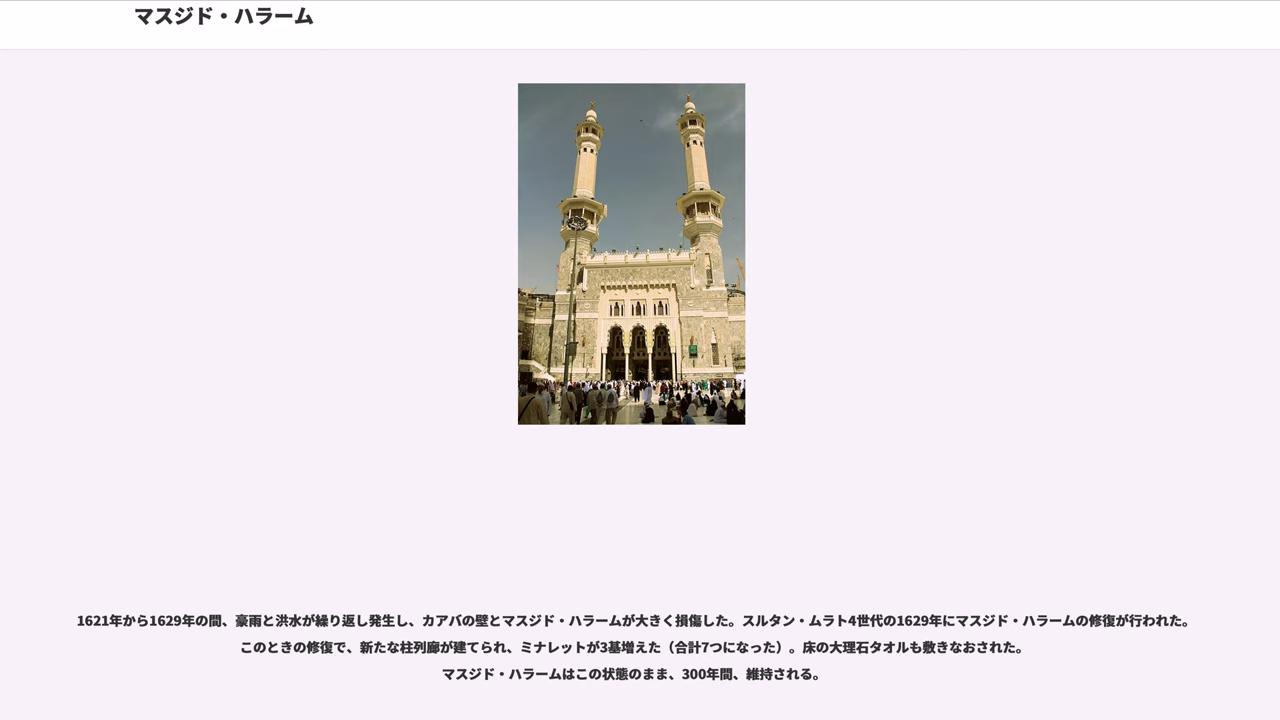 マスジド・ハラーム
1621年から1629年の間、豪雨と洪水が繰り返し発生し、カアバの壁とマスジド・ハラームが大きく損傷した。スルタン・ムラト4世代の1629年にマスジド・ハラームの修復が行われた。
このときの修復で、新たな柱列廊が建てられ、ミナレットが3基増えた（合計7つになった）。床の大理石タオルも敷きなおされた。
マスジド・ハラームはこの状態のまま、300年間、維持される。